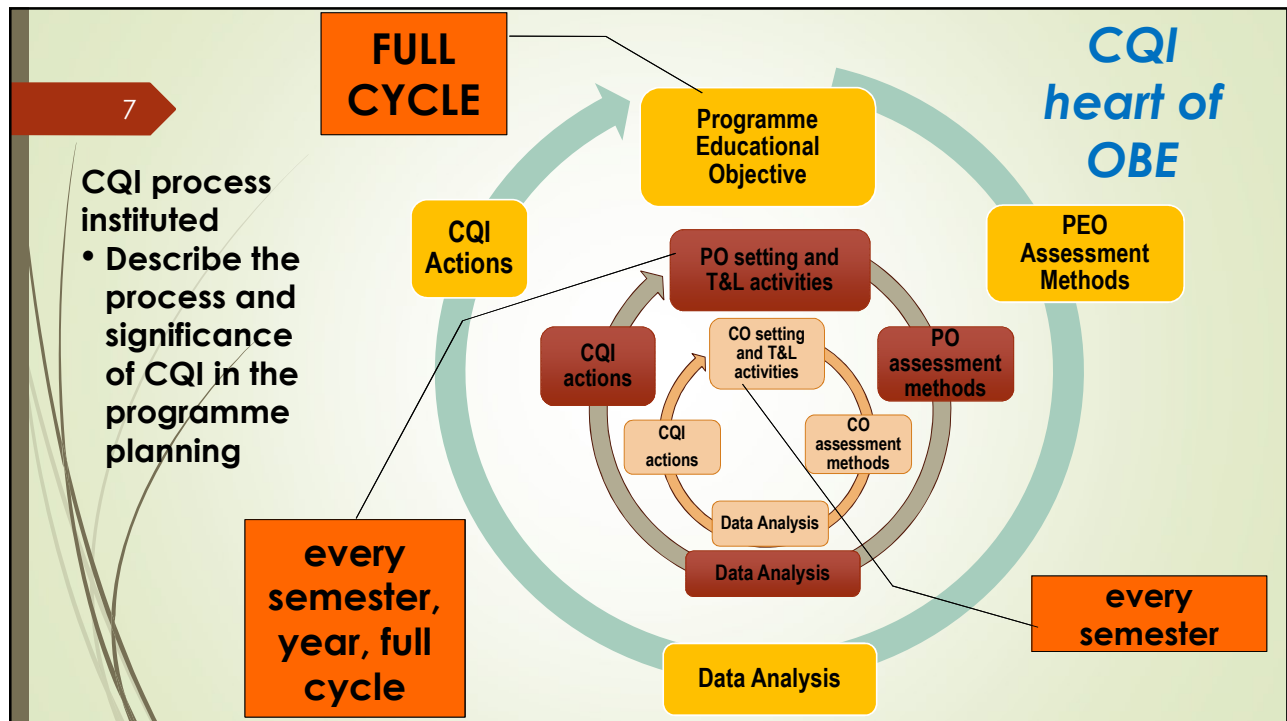 7
CQI process
instituted
• Describe the
process and
significance
of CQI in the
programme
planning
FULL
CYCLE
CQI
heart of
OBE
Programme
Educational
Objective
PEO
Assessment
Methods
Data Analysis
CQI
Actions
PO setting and
T&L activities
PO
assessment
methods
Data Analysis
CQI
actions
CO setting
and T&L
activities
CO
assessment
methods
Data Analysis
CQI
actions
every
semester,
year, full
cycle
every
semester